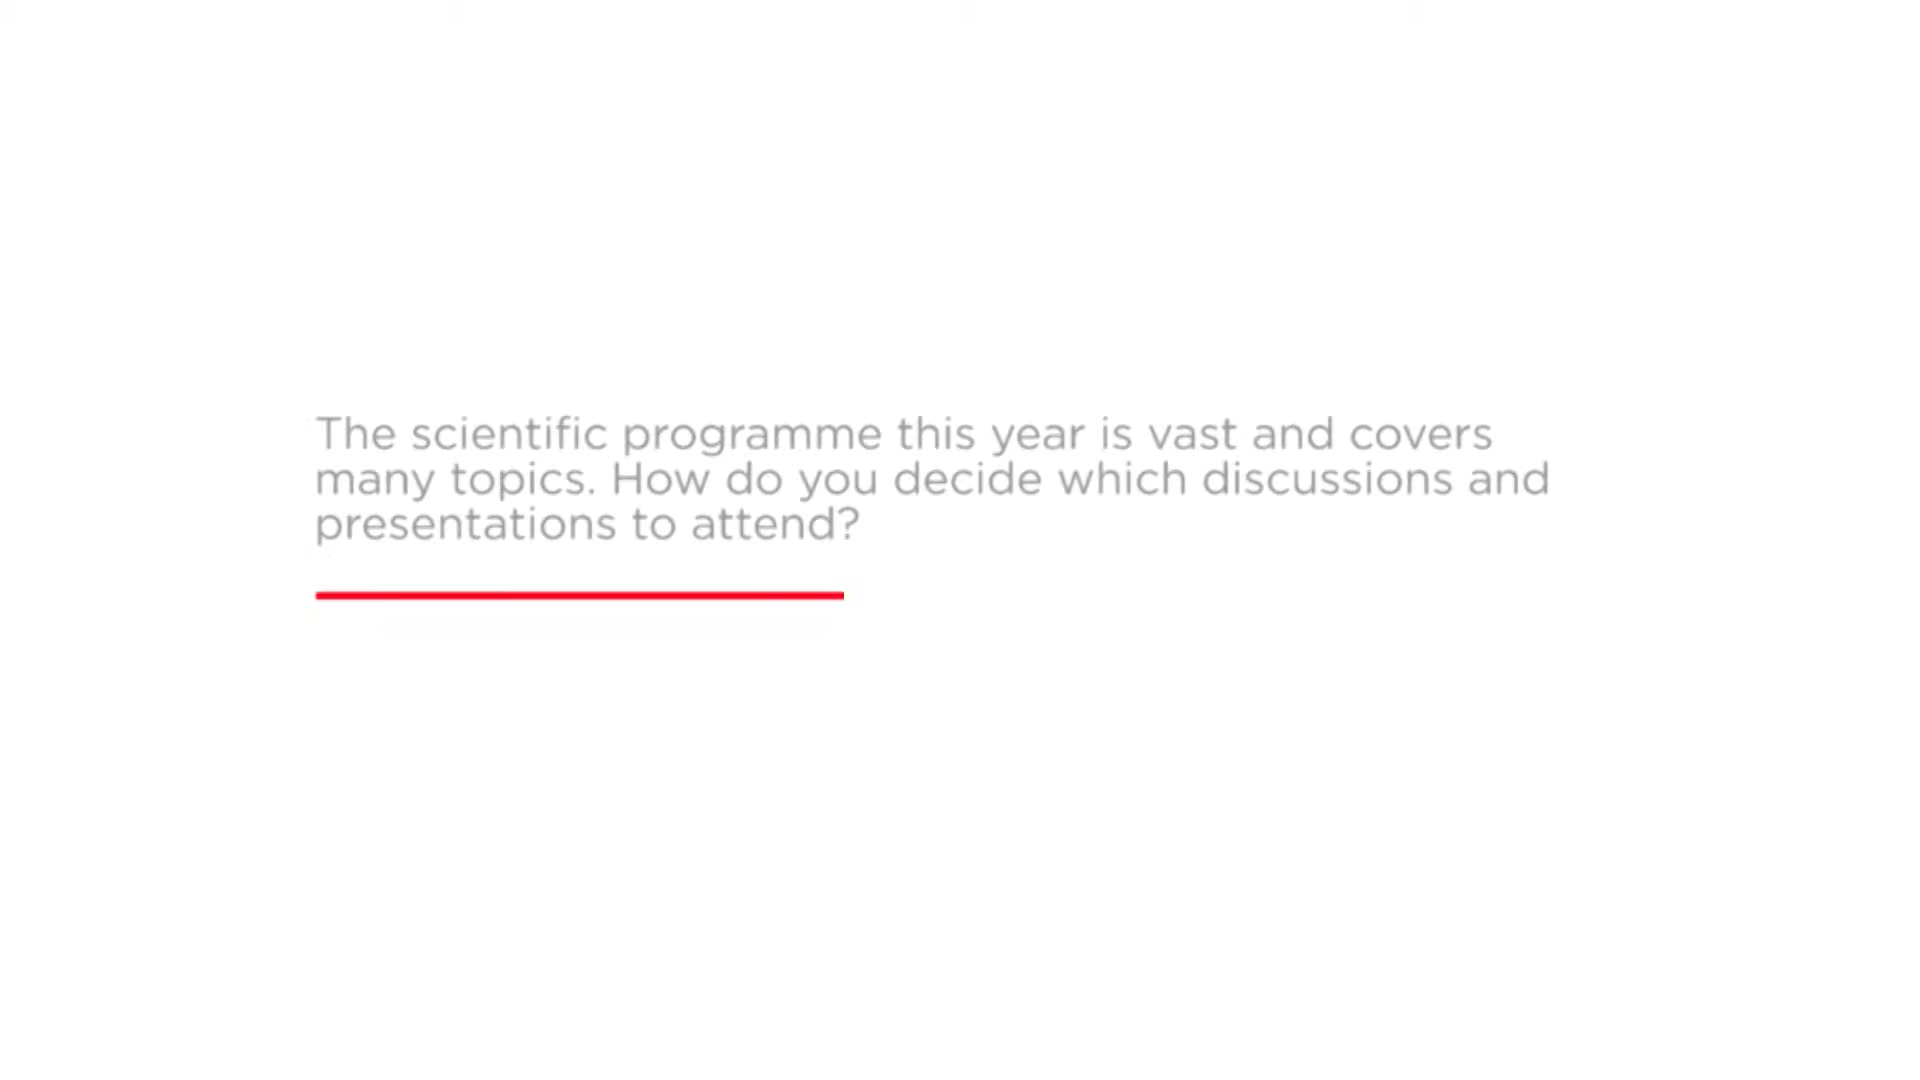 The scientific programme this year is vast and covers
many topics. How do you decide which discussions and
presentations to attend?